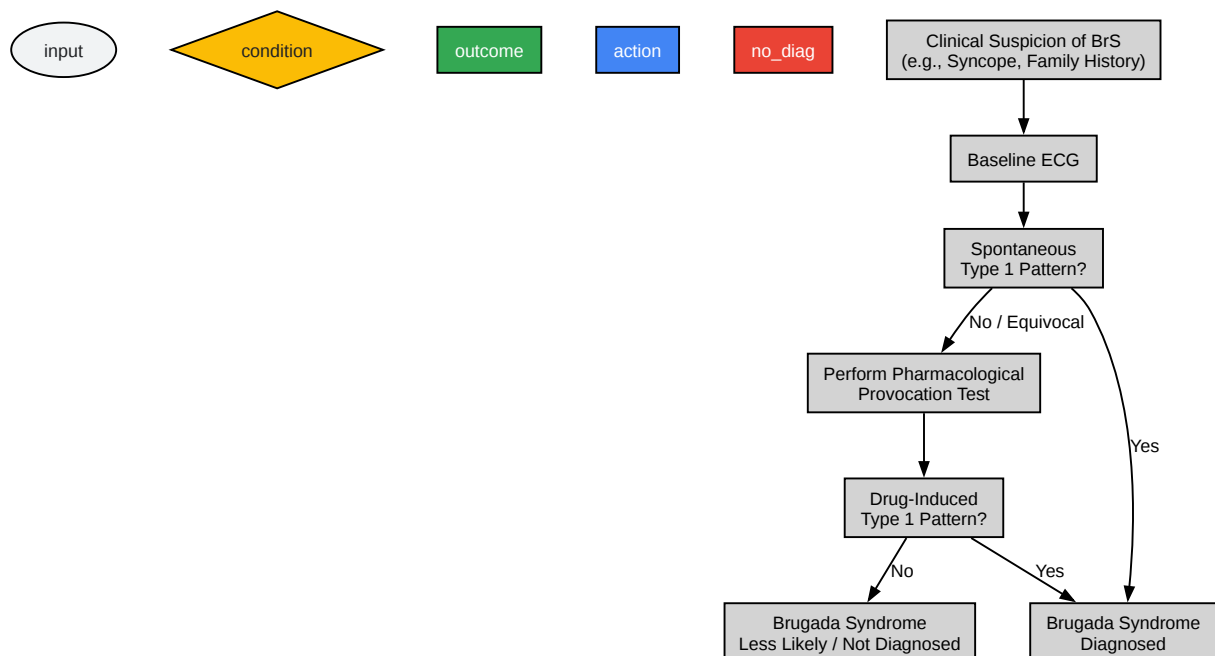 input
condition
outcome
action
no_diag
Clinical Suspicion of BrS
(e.g., Syncope, Family History)
Baseline ECG
Spontaneous
Type 1 Pattern?
No / Equivocal
Perform Pharmacological
Provocation Test
Yes
Drug-Induced
Type 1 Pattern?
No
Yes
Brugada Syndrome
Less Likely / Not Diagnosed
Brugada Syndrome
Diagnosed